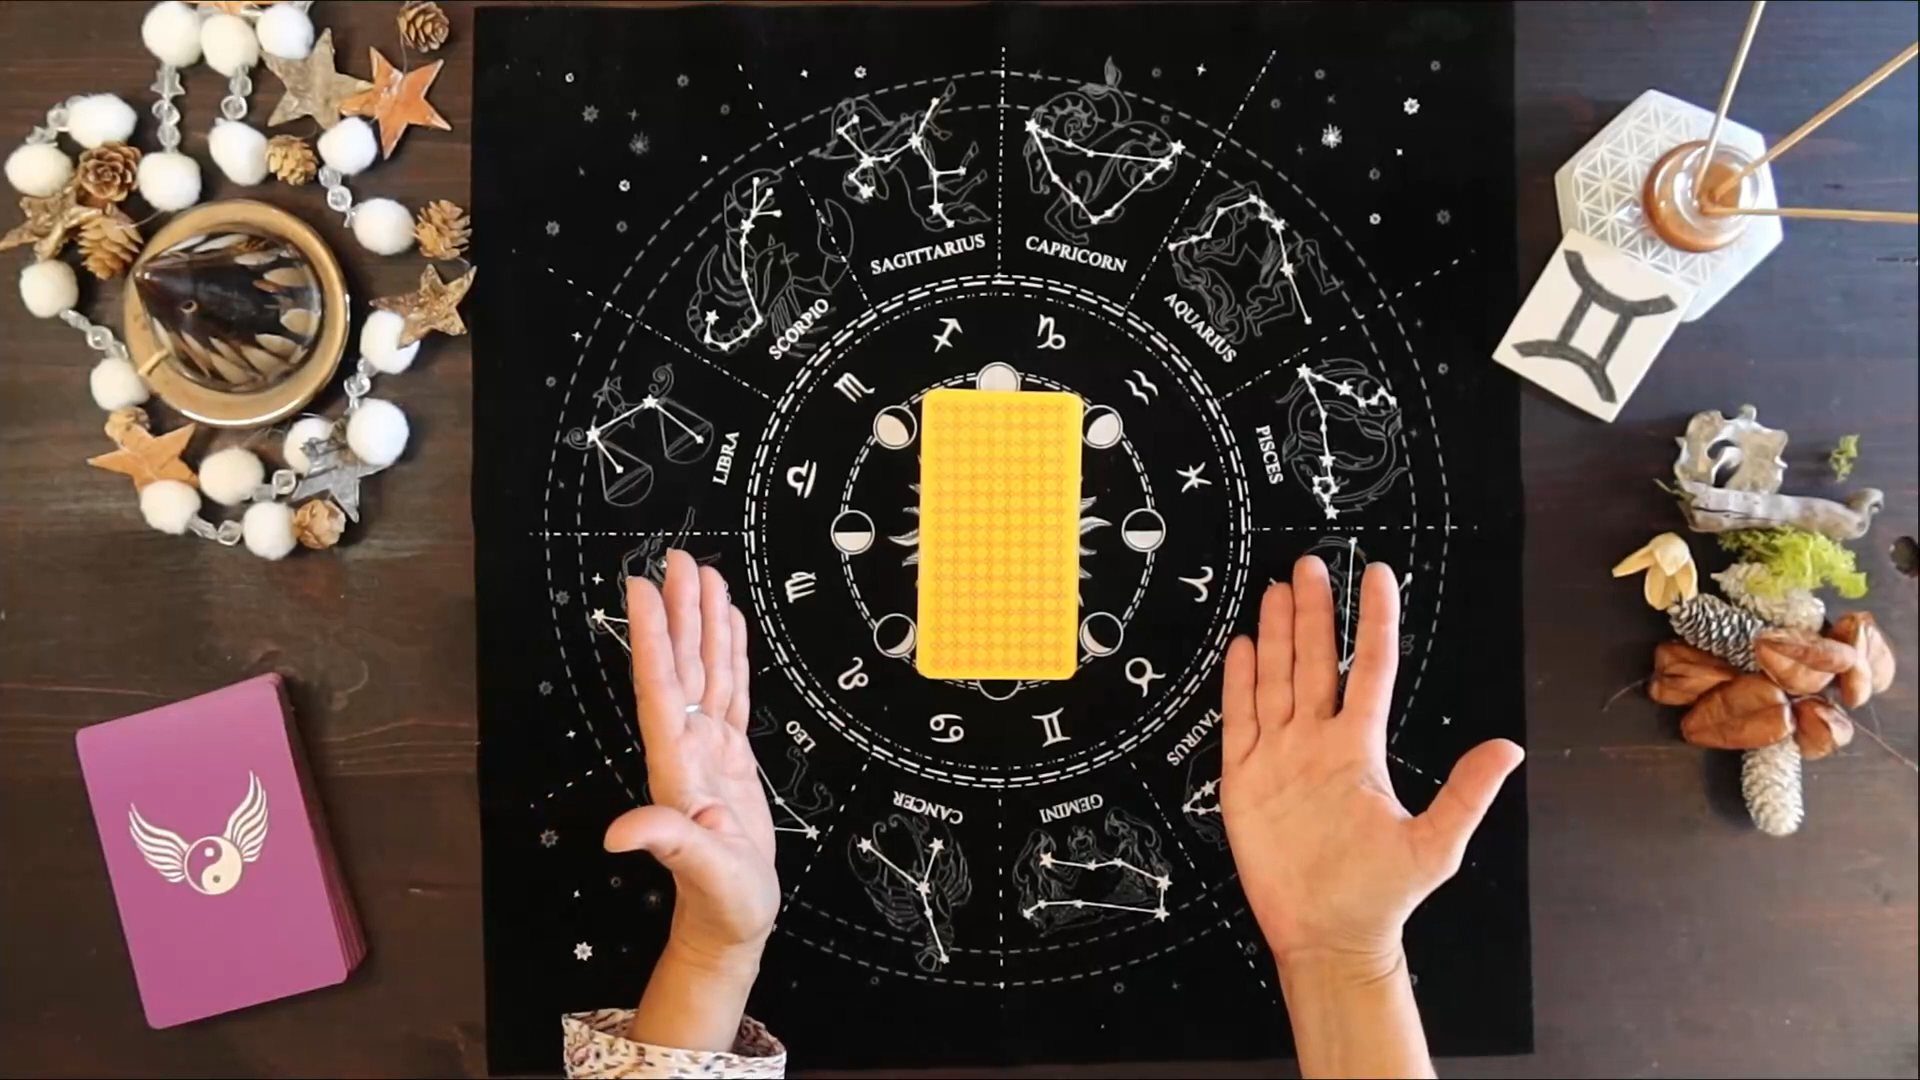 SAGITTARIUS
CAPRICORN
SCORPIO
AQUARIUS
LIBRA
PISCES
LEO
TAURUS
CANCER
GEMINI